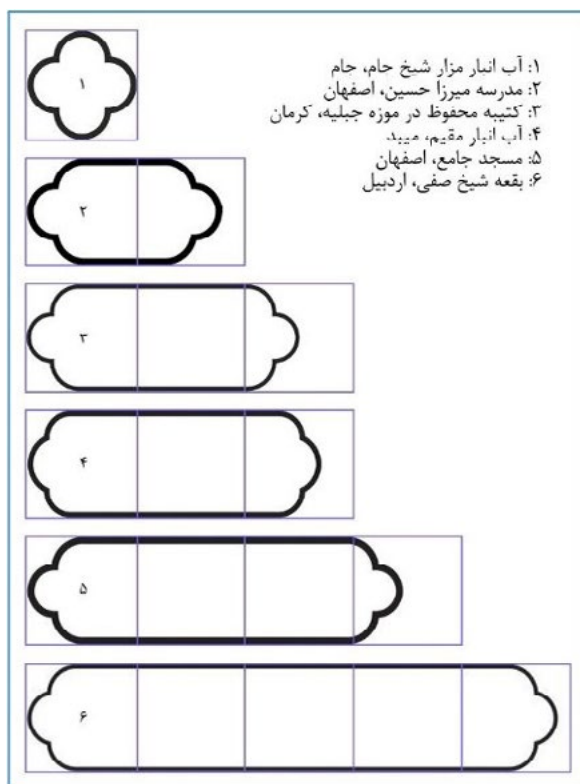 ۱: آب انبار مزار شیخ جام، جام
۲: مدرسه میرزا حسین، اصفهان
۳: کتیبه محفوظ در موزه جبلیه، کرمان
۴: آب انبار مقیم، میبد
۵: مسجد جامع، اصفهان
۶: بقعه شیخ صفی، اردبیل
۱
۲
۳
۴
۵
۶